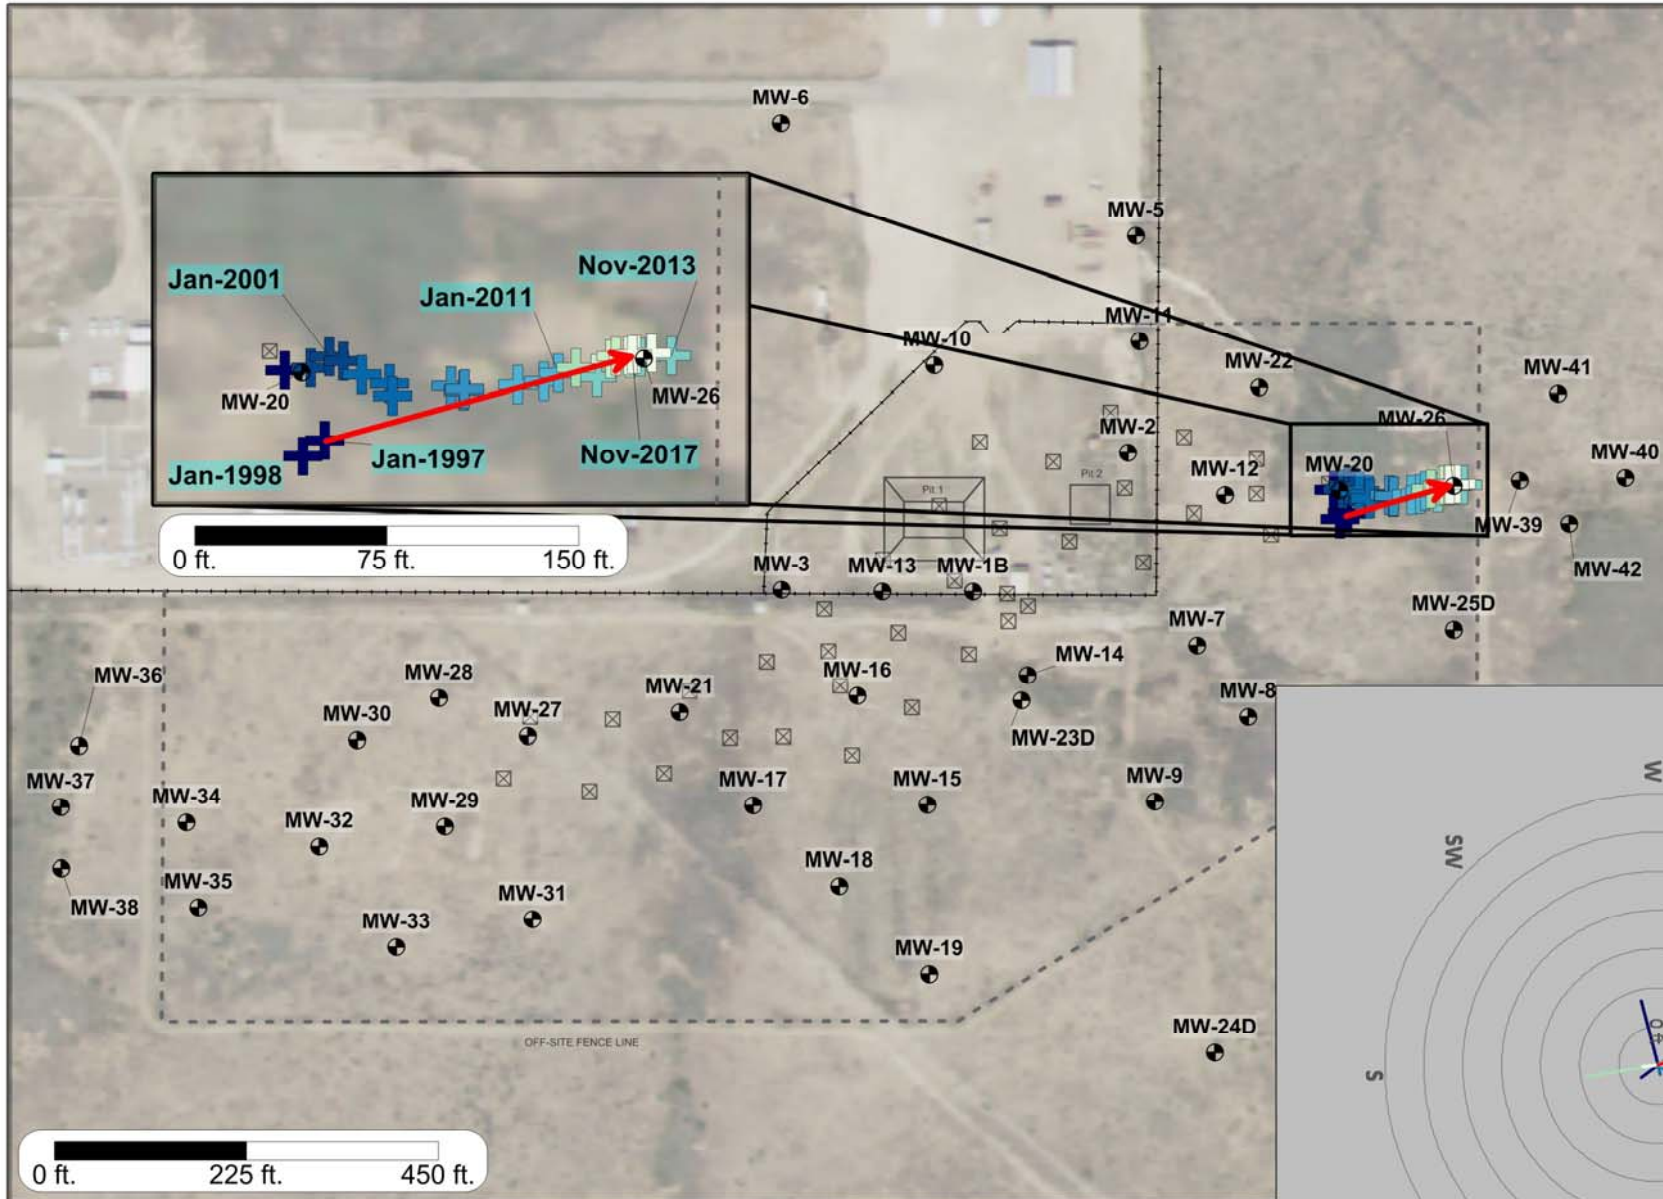 MW-6
MW-5
Jan-2001
Nov-2013
Jan-2011
MW-20
MW-26
Nov-2017
Jan-1997
Jan-1998
0 ft.
75 ft.
150 ft.
MW-11
MW-10
MW-22
MW-41
MW-26
MW-2
MW-12
MW-20
MW-40
MW-39
MW-42
Pit 1
Pit 2
MW-3
MW-13
MW-1B
MW-7
MW-25D
MW-36
MW-28
MW-30
MW-27
MW-21
MW-16
MW-14
MW-23D
MW-8
MW-37
MW-34
MW-32
MW-29
MW-17
MW-15
MW-9
MW-38
MW-35
MW-33
MW-31
MW-18
MW-19
MW-24D
OFF-SITE FENCE LINE
W
SW
S
0 ft
0 ft.
225 ft.
450 ft.